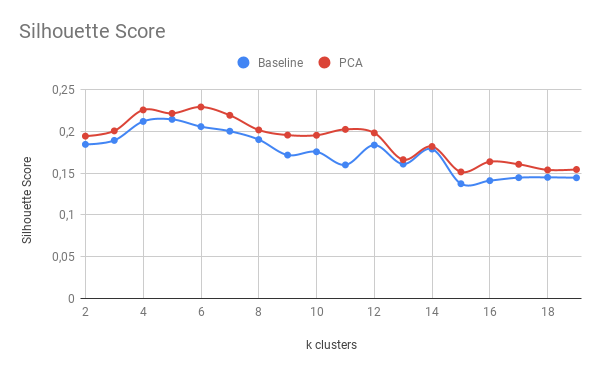 Silhouette Score
Baseline PCA
0,25
0,2
0,15
0,1
0,05
0
Silhouette Score
2 4 6 8 10 12 14 16 18
k clusters